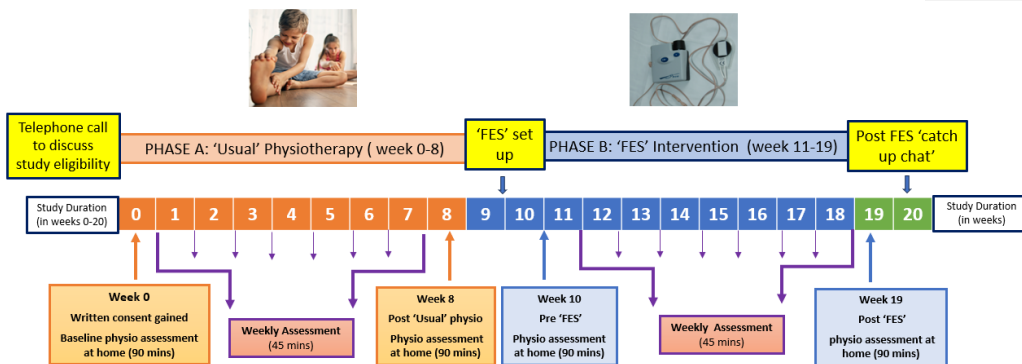 Telephone call
to discuss
study eligibility
PHASE A: ‘Usual’ Physiotherapy ( week 0-8)
‘FES’ set
up
PHASE B: ‘FES’ Intervention (week 11-19)
Post FES ‘catch
up chat’
Study Duration
(in weeks 0-20)
0 1 2 3 4 5 6 7 8 9 10 11 12 13 14 15 16 17 18 19 20
Study Duration
(in weeks)
Week 0
Written consent gained
Baseline physio assessment
at home (90 mins)
Weekly Assessment
(45 mins)
Week 8
Post ‘Usual’ physio
Physio assessment
at home (90 mins)
Week 10
Pre ‘FES’
Physio assessment
at home (90 mins)
Weekly Assessment
(45 mins)
Week 19
Post ‘FES’
physio assessment at
home (90 mins)